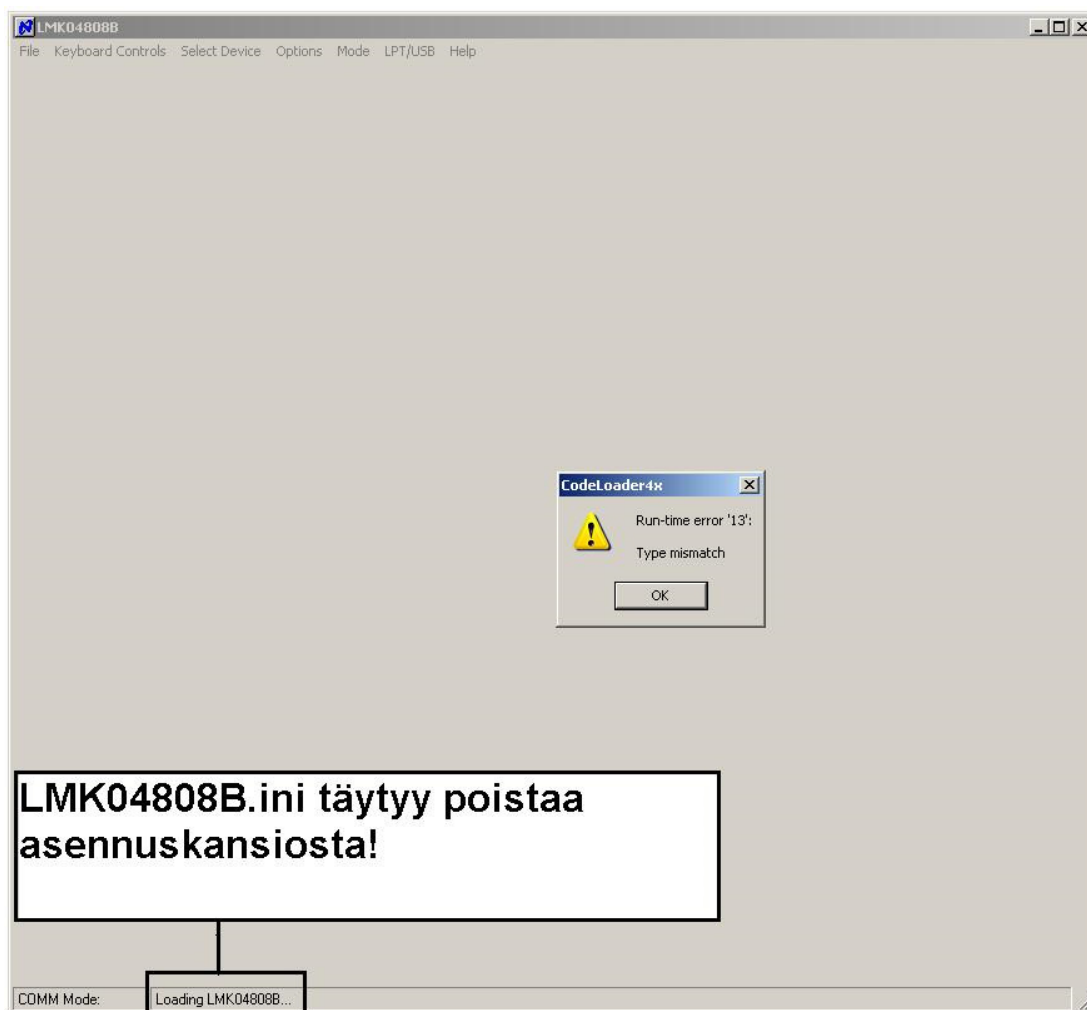 LMK04808B
File Keyboard Controls Select Device Options Mode LPT/USB Help
CodeLoader4x
Run-time error '13':
Type mismatch
OK
LMK04808B.ini täytyy poistaa
asennuskansiosta!
COMM Mode: Loading LMK04808B...